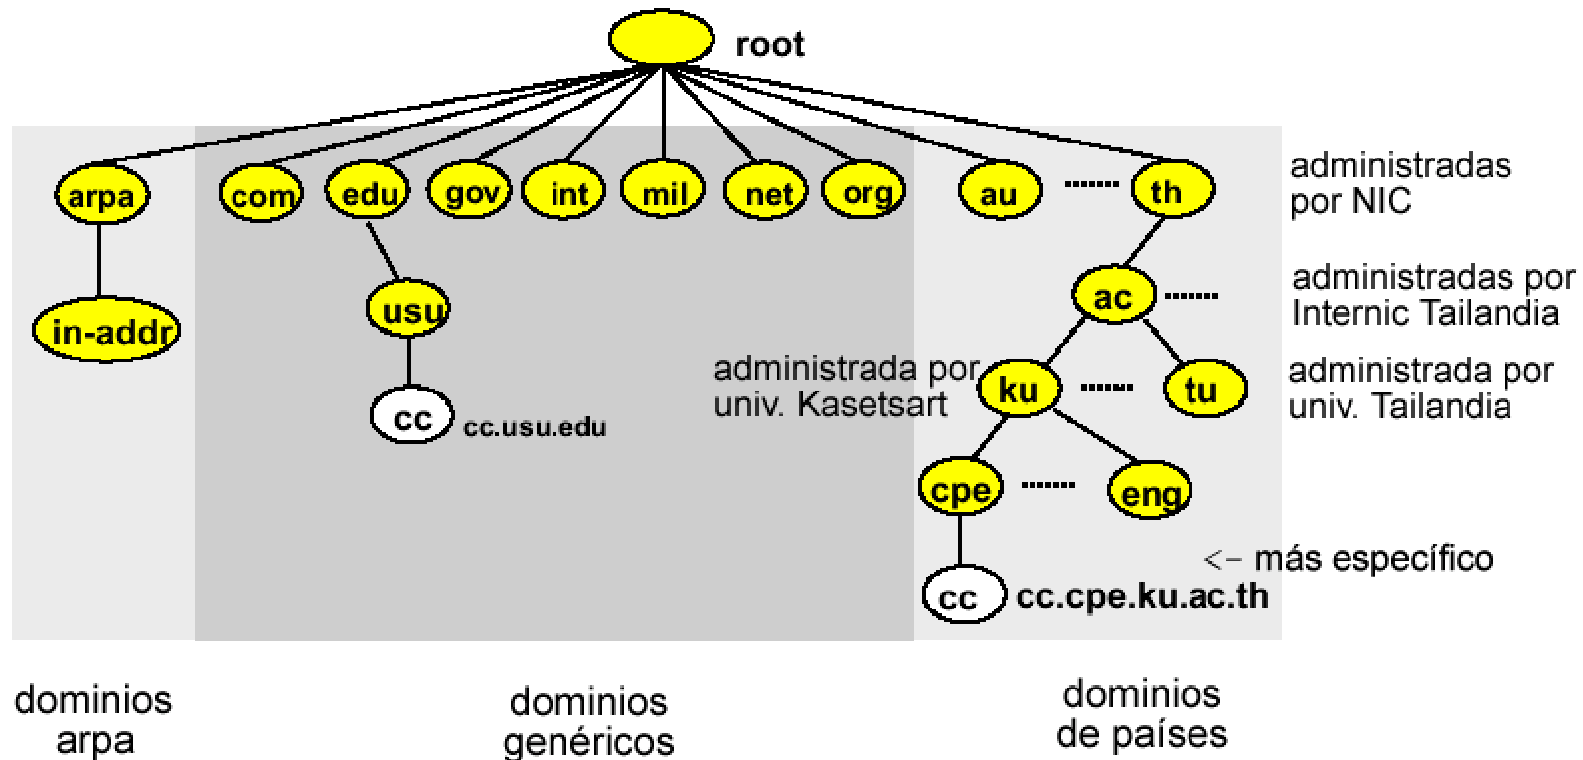 root
arpa
com
edu
gov
int
mil
net
org
au
th
administradas
por NIC
in-addr
usu
ac
administradas por
Internic Tailandia
cc
cc.usu.edu
administrada por
univ. Kasetsart
ku
tu
administrada por
univ. Tailandia
cpe
eng
<- más específico
cc
cc.cpe.ku.ac.th
dominios
arpa
dominios
genéricos
dominios
de países